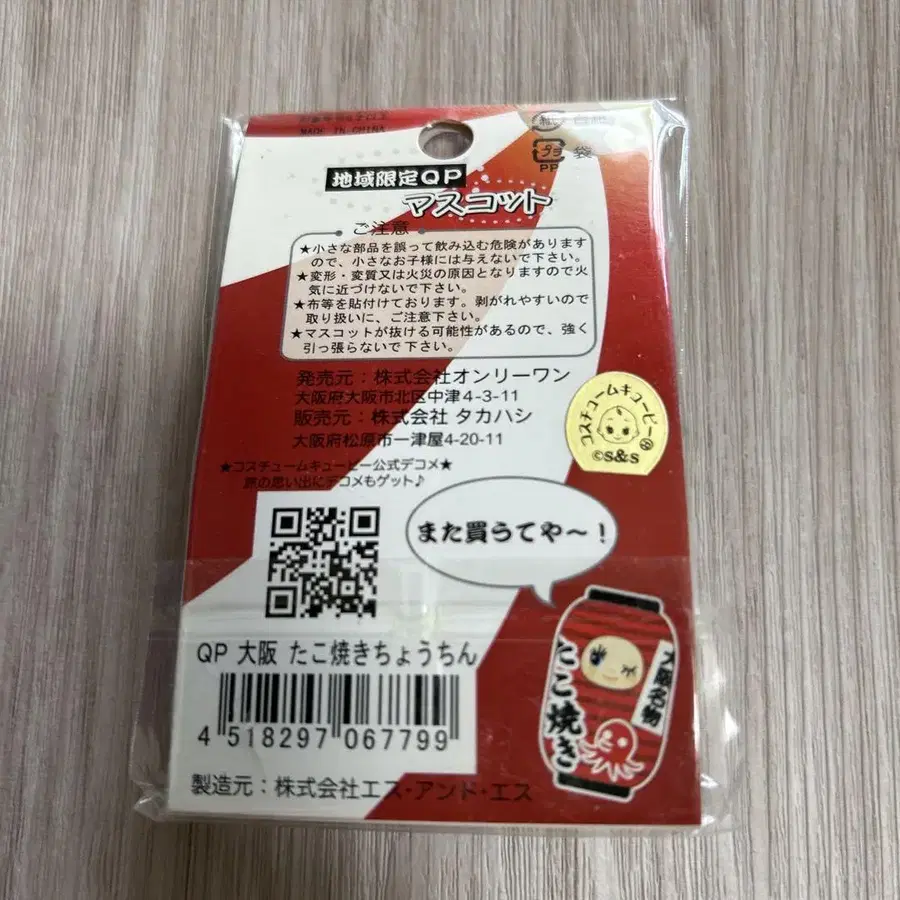 MADE IN CHINA
紙
台紙
プラ
PP
袋
地域限定QP
マスコット
ご注意
★小さな部品を誤って飲み込む危険があります
ので、小さなお子様には与えないで下さい。
★変形・変質又は火災の原因となりますので火
気に近づけないで下さい。
★布等を貼付けております。剥がれやすいので
取り扱いに、ご注意下さい。
★マスコットが抜ける可能性があるので、強く
引っ張らないで下さい。
発売元：株式会社オンリーワン
大阪府大阪市北区中津4-3-11
販売元：株式会社 タカハシ
大阪府松原市一津屋4-20-11
コスチュームキューピー
©S&S
★コスチュームキューピー公式デコメ★
旅の思い出にデコメもゲット♪
また買うてや～！
QP 大阪 たこ焼きちょうちん
4 518297 067799
大阪名物
たこ焼き
製造元：株式会社エス・アンド・エス